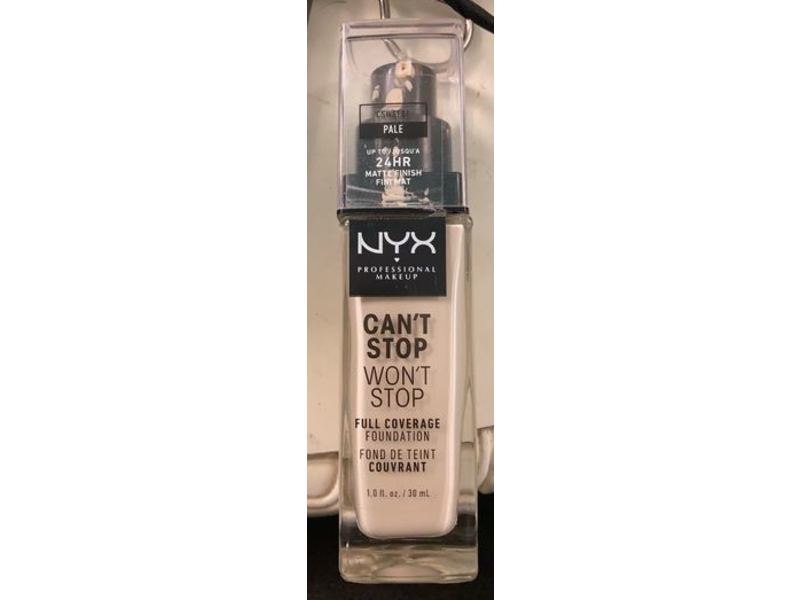 PALE
UP TO / JUSQU'A
24HR
MATTE FINISH
FINI MAT
NYX
PROFESSIONAL
MAKEUP
CAN'T
STOP
WON'T
STOP
FULL COVERAGE
FOUNDATION
FOND DE TEINT
COUVRANT
1.0 fl. oz. / 30 mL